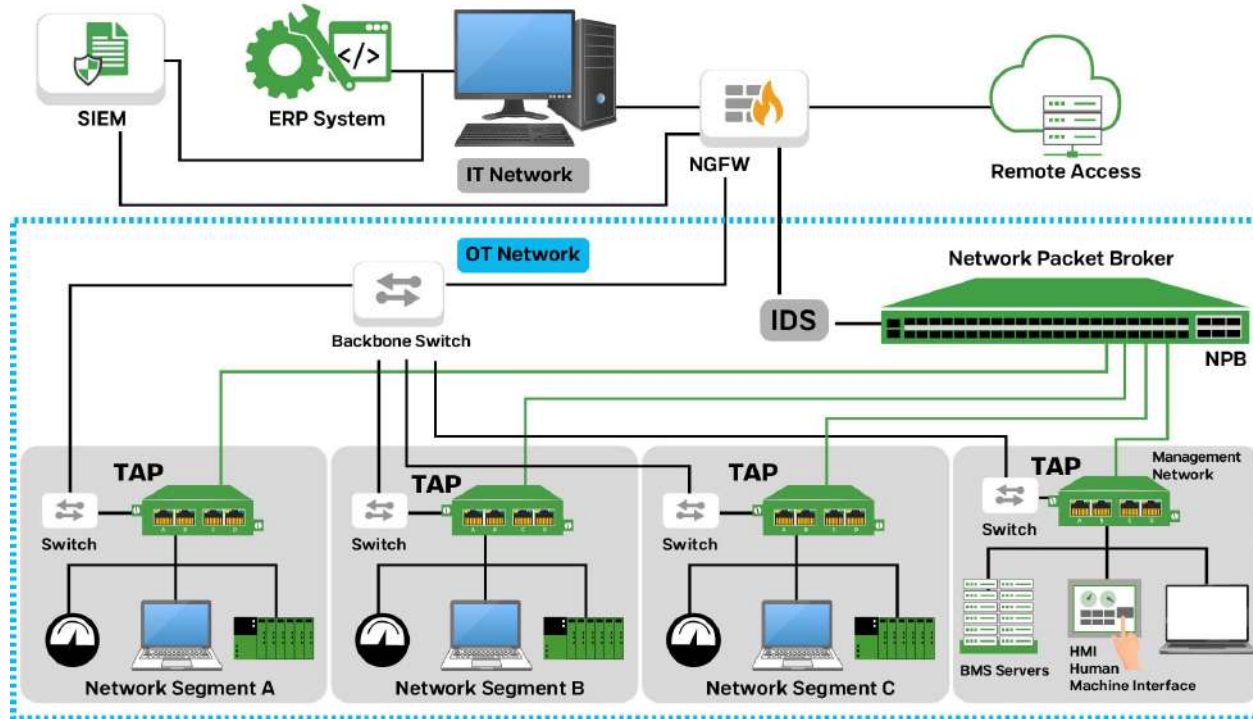 SIEM
ERP System
</>
IT Network
NGFW
Remote Access
OT Network
Backbone Switch
Network Packet Broker
IDS
NPB
TAP
Switch
A B C D
Network Segment A
TAP
Switch
A B C D
Network Segment B
TAP
Switch
A B C D
Network Segment C
TAP
Management
Network
Switch
A B C D
BMS Servers
HMI
Human
Machine Interface